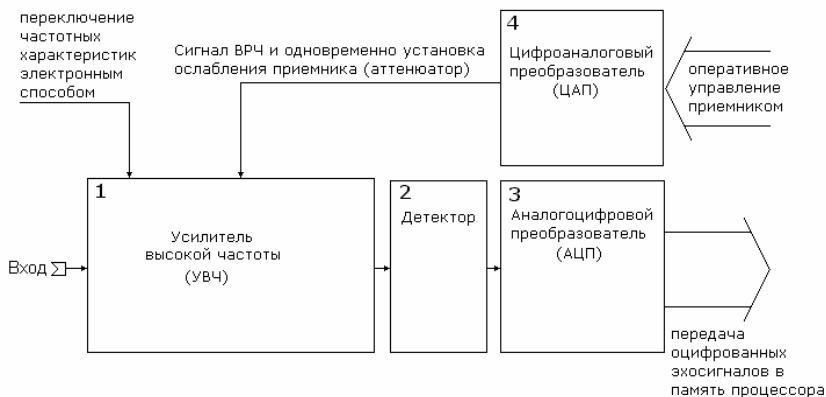 переключение
частотных
характеристик
электронным
способом
Сигнал ВРЧ и одновременно установка
ослабления приемника (аттенюатор)
4
Цифроаналоговый
преобразователь
(ЦАП)
оперативное
управление
приемником
1
Усилитель
высокой частоты
(УВЧ)
2
Детектор
3
Аналогоцифровой
преобразователь
(АЦП)
Вход
передача
оцифрованных
эхосигналов в
память процессора